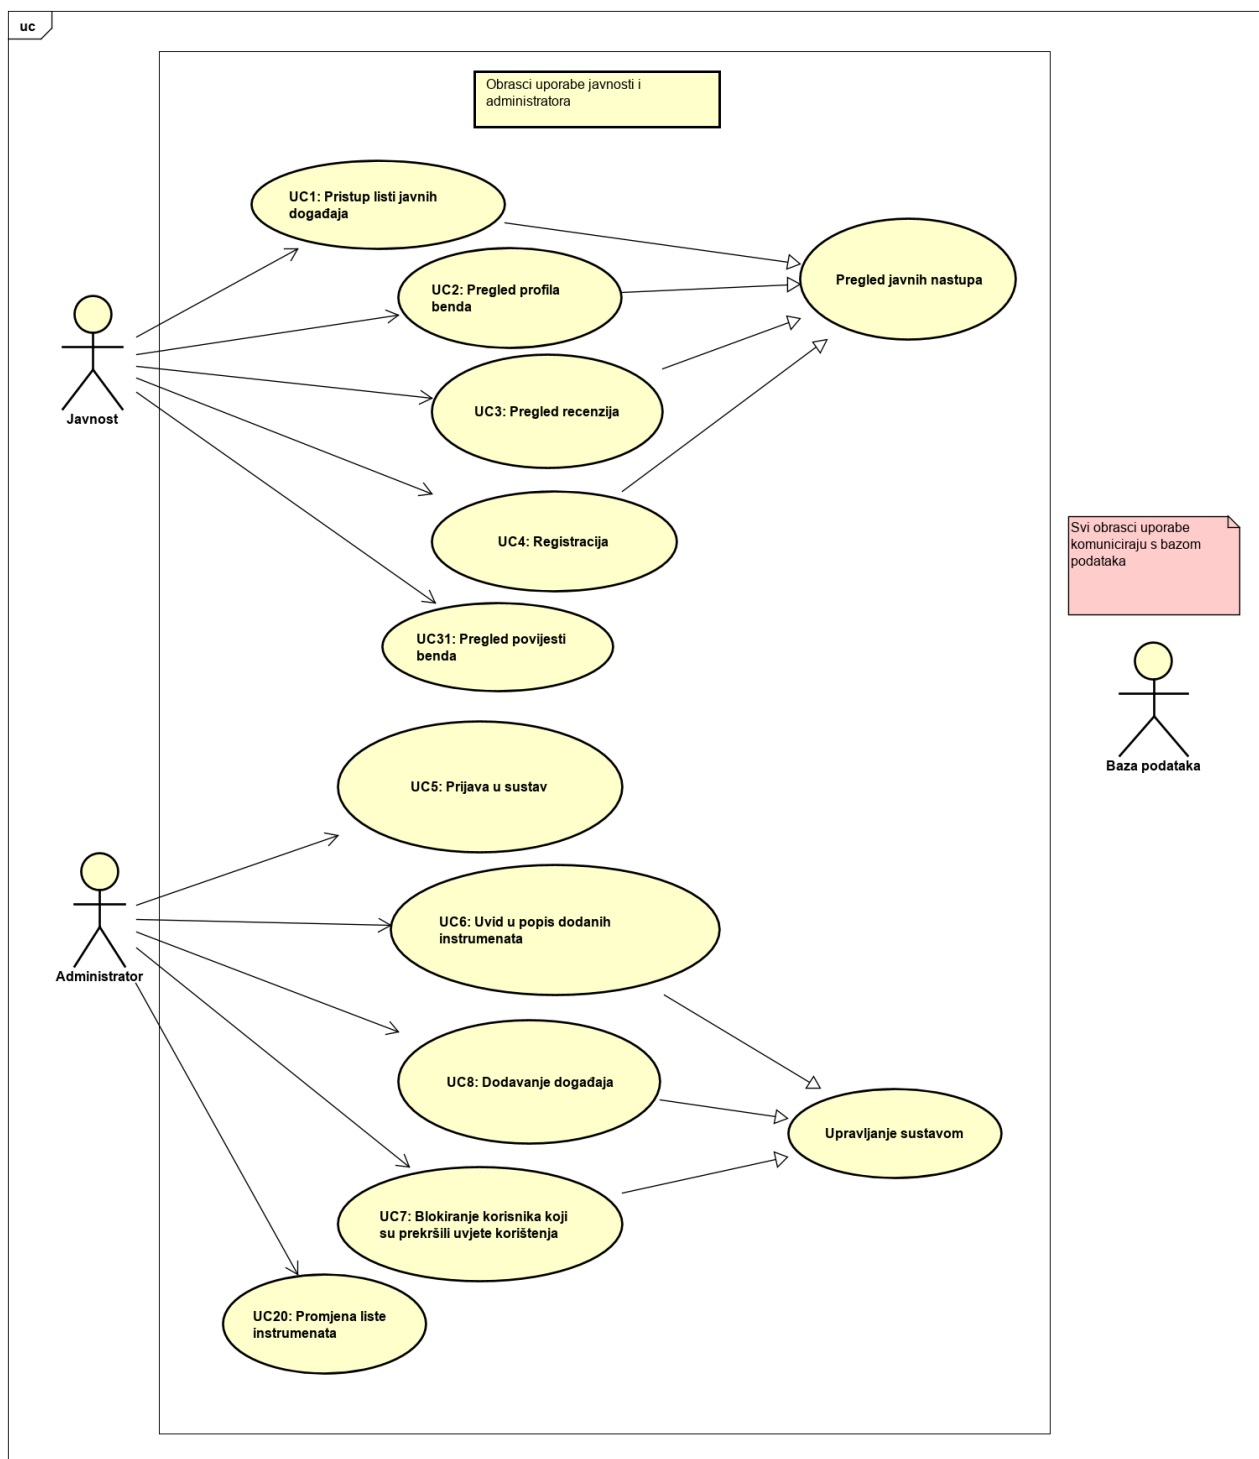 uc
Obrasci uporabe javnosti i
administratora
UC1: Pristup listi javnih
događaja
UC2: Pregled profila
benda
Pregled javnih nastupa
UC3: Pregled recenzija
Javnost
UC4: Registracija
Svi obrasci uporabe
komuniciraju s bazom
podataka
UC31: Pregled povijesti
benda
Baza podataka
UC5: Prijava u sustav
UC6: Uvid u popis dodanih
instrumenata
Administrator
UC8: Dodavanje događaja
Upravljanje sustavom
UC7: Blokiranje korisnika koji
su prekršili uvjete korištenja
UC20: Promjena liste
instrumenata